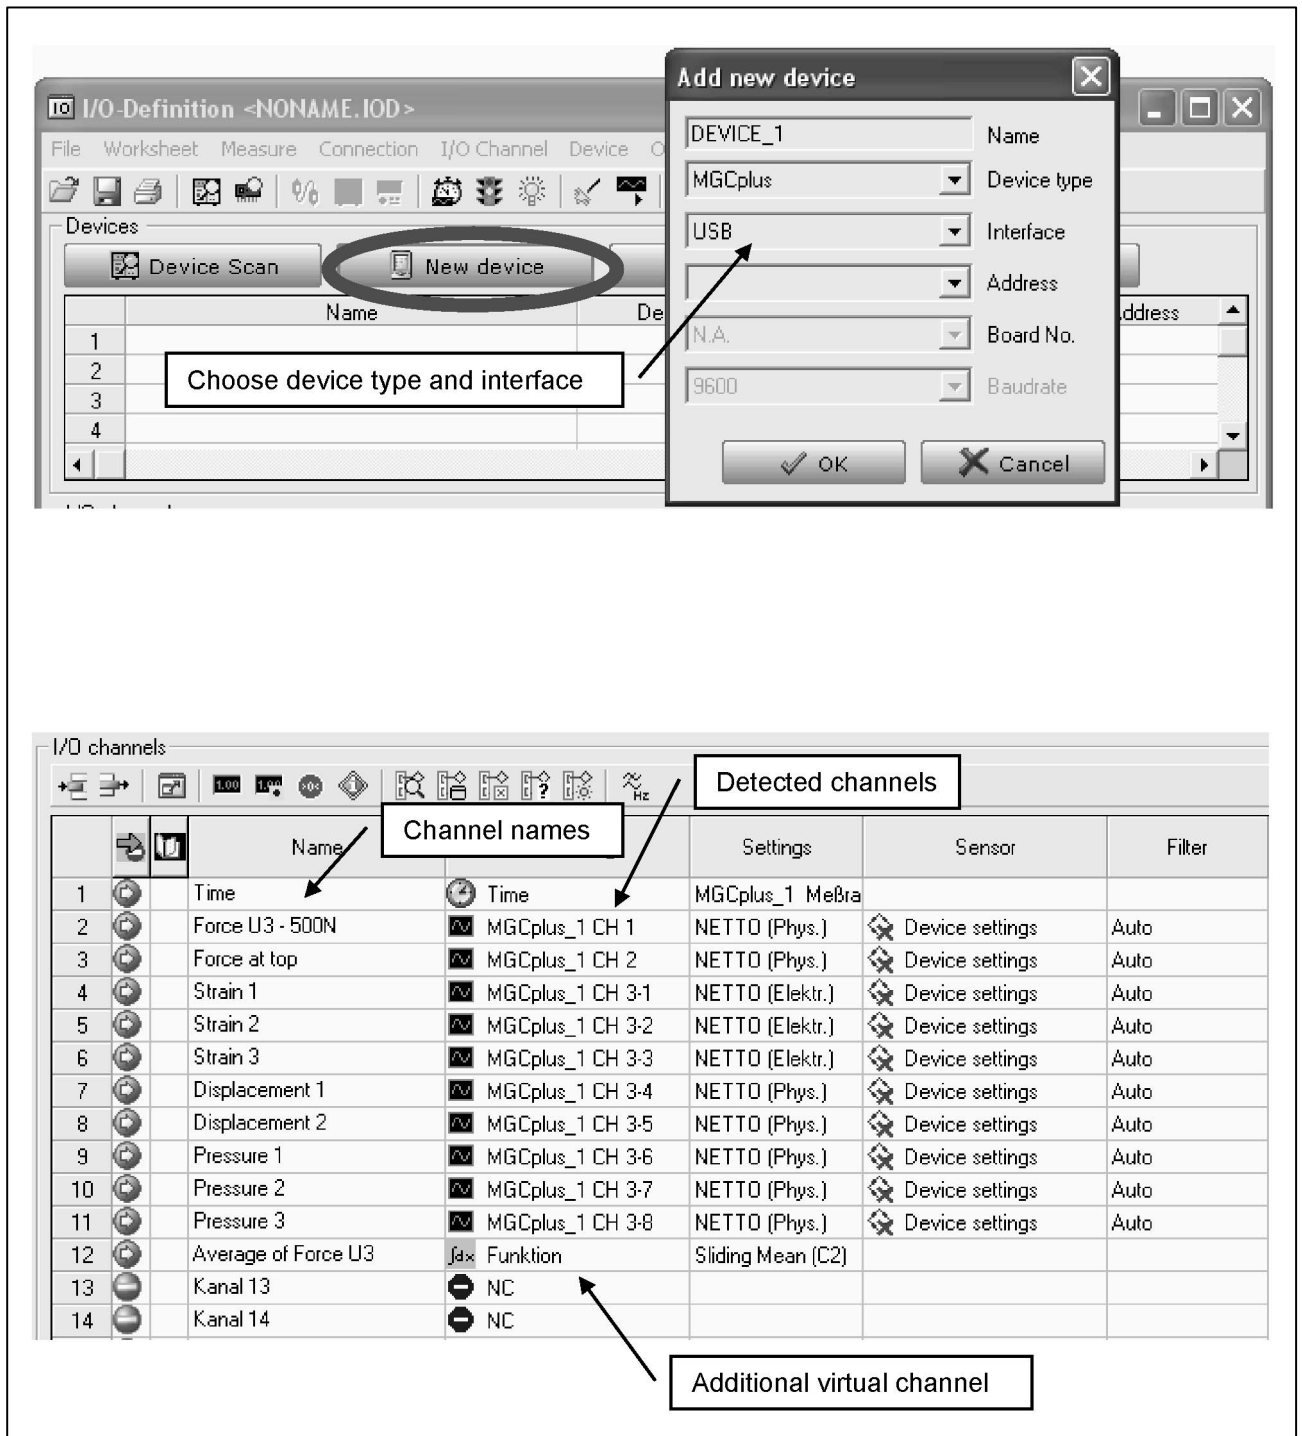 Add new device
I/O-Definition <NONAME.IOD>
File Worksheet Measure Connection I/O Channel Device O
DEVICE_1 Name
MGCplus Device type
USB Interface
Address
N.A. Board No.
9600 Baudrate
OK Cancel
Devices
Device Scan New device
Name De ddress
1
2
3
4
Choose device type and interface
I/O channels
1.00 1.00 >0< 1 ? Hz
Detected channels
Channel names
Name Settings Sensor Filter
1 Time Time MGCplus_1 Meßra
2 Force U3 - 500N MGCplus_1 CH 1 NETTO (Phys.) Device settings Auto
3 Force at top MGCplus_1 CH 2 NETTO (Phys.) Device settings Auto
4 Strain 1 MGCplus_1 CH 3-1 NETTO (Elektr.) Device settings Auto
5 Strain 2 MGCplus_1 CH 3-2 NETTO (Elektr.) Device settings Auto
6 Strain 3 MGCplus_1 CH 3-3 NETTO (Elektr.) Device settings Auto
7 Displacement 1 MGCplus_1 CH 3-4 NETTO (Phys.) Device settings Auto
8 Displacement 2 MGCplus_1 CH 3-5 NETTO (Phys.) Device settings Auto
9 Pressure 1 MGCplus_1 CH 3-6 NETTO (Phys.) Device settings Auto
10 Pressure 2 MGCplus_1 CH 3-7 NETTO (Phys.) Device settings Auto
11 Pressure 3 MGCplus_1 CH 3-8 NETTO (Phys.) Device settings Auto
12 Average of Force U3 ∫dx Funktion Sliding Mean (C2)
13 Kanal 13 NC
14 Kanal 14 NC
Additional virtual channel